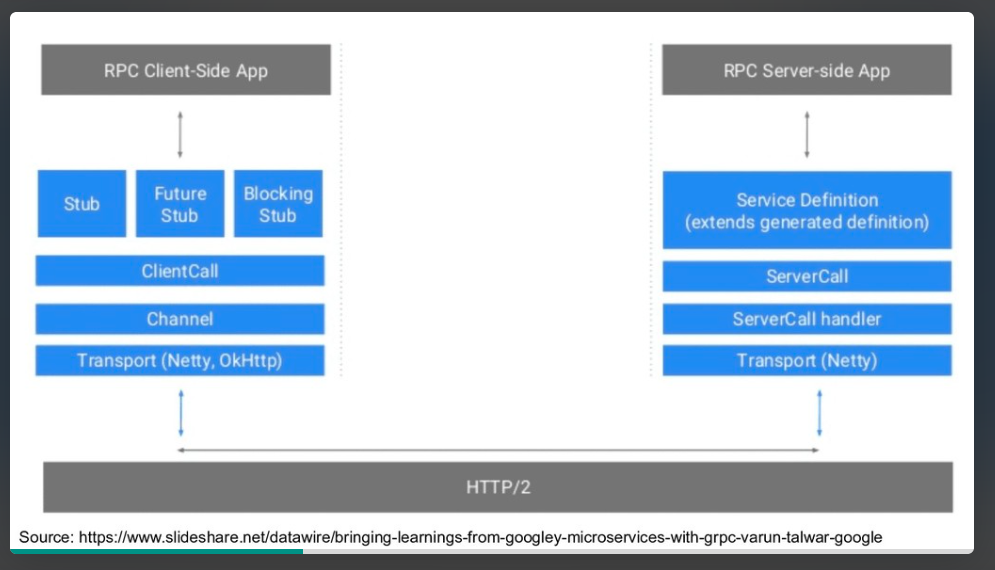 RPC Client-Side App
Stub
Future
Stub
Blocking
Stub
ClientCall
Channel
Transport (Netty, OkHttp)
RPC Server-side App
Service Definition
(extends generated definition)
ServerCall
ServerCall handler
Transport (Netty)
HTTP/2
Source: https://www.slideshare.net/datawire/bringing-learnings-from-googley-microservices-with-grpc-varun-talwar-google